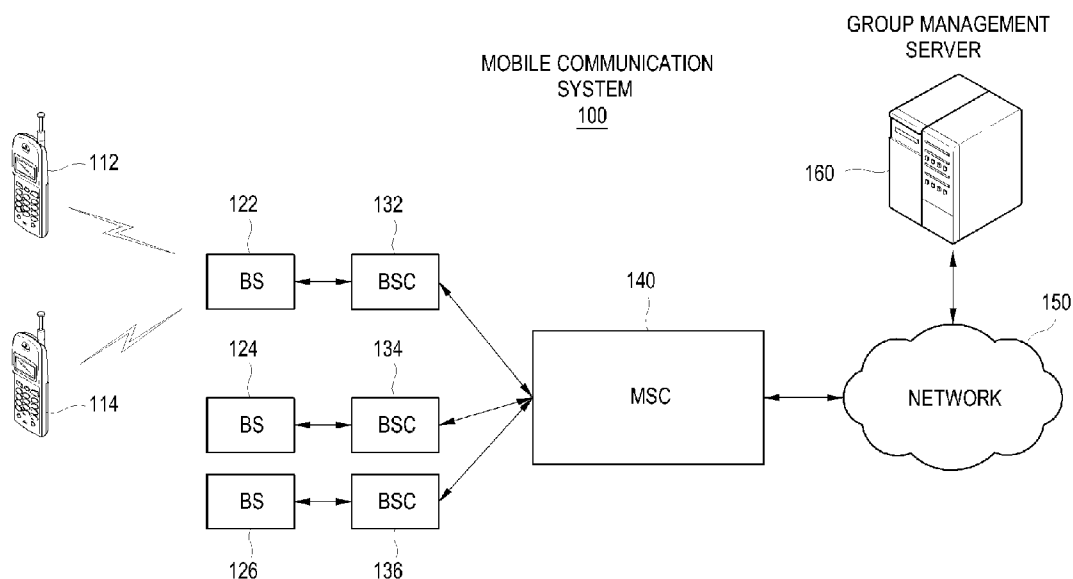 GROUP MANAGEMENT
SERVER
MOBILE COMMUNICATION
SYSTEM
100
112
160
122
132
BS
BSC
140
150
114
124
134
BS
BSC
MSC
NETWORK
BS
BSC
126
136